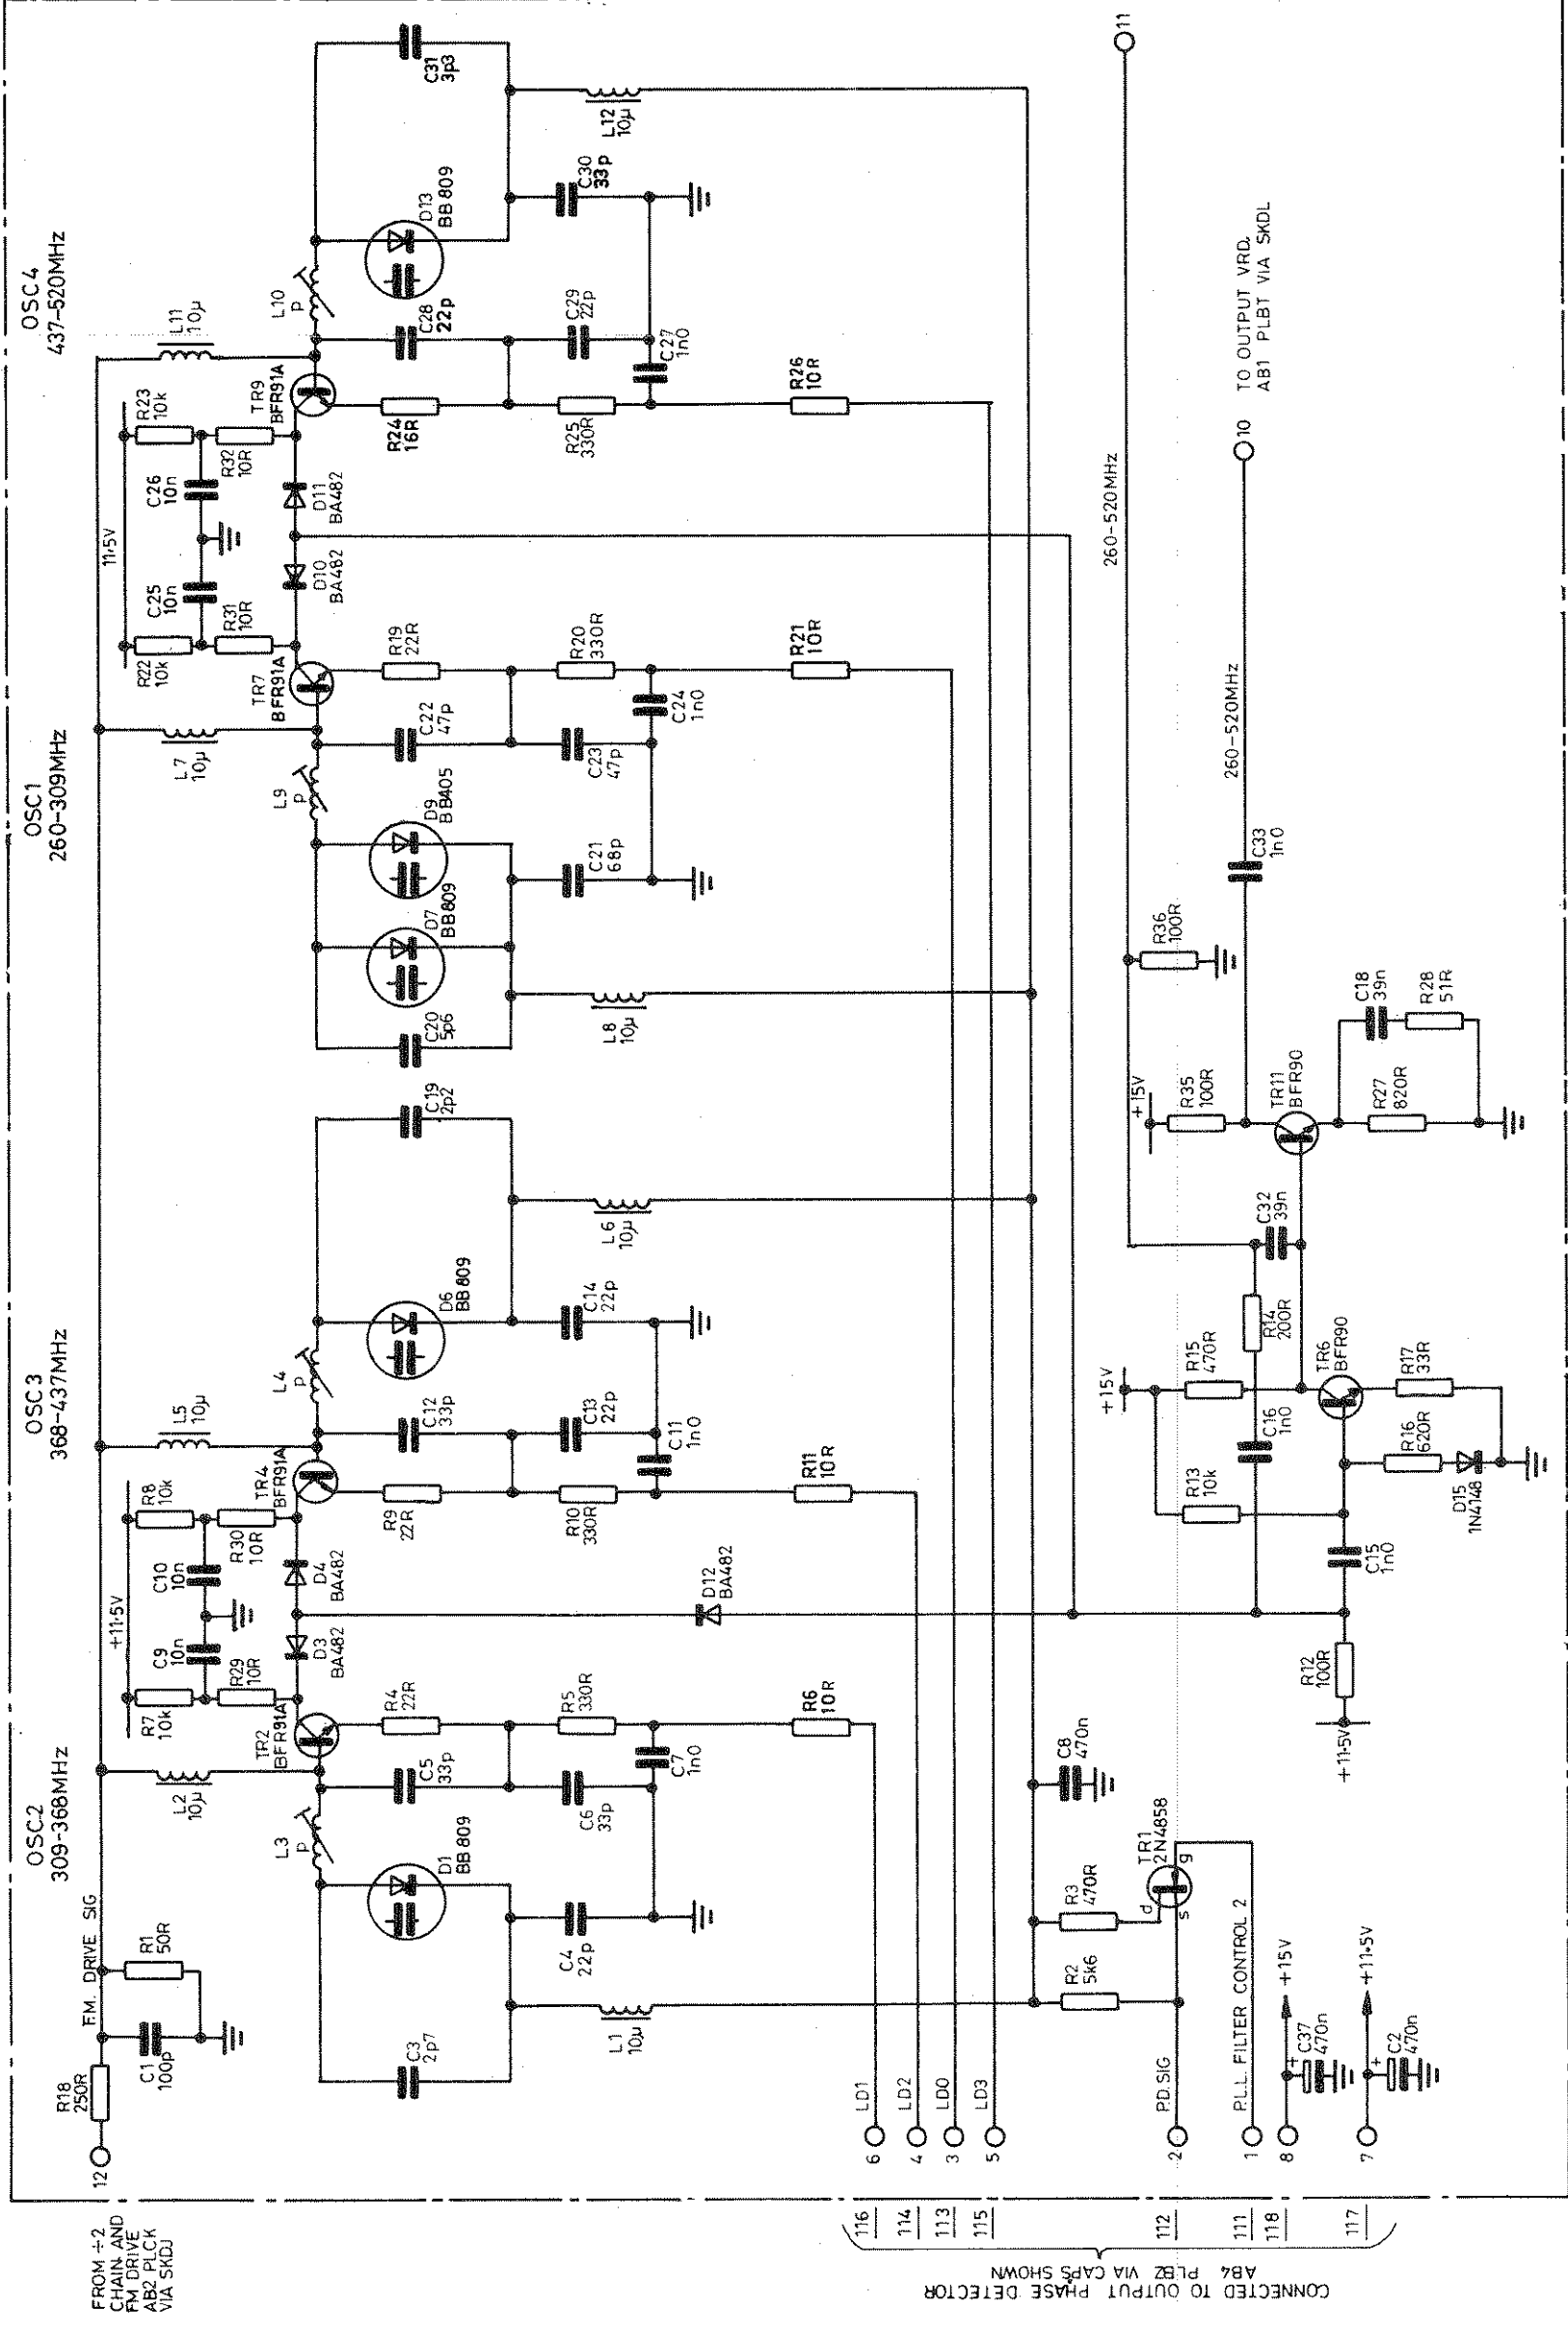 FROM ÷2
CHAIN AND
FM DRIVE
AB2 PLCK
VIA SKDJ
12
R18
250R
F.M. DRIVE SIG
C1
100p
R1
50R
OSC2
309-368MHz
OSC3
368-437MHz
OSC1
260-309MHz
OSC4
437-520MHz
L2
10µ
L3
p
TR2
BFR91A
R7
10k
+11·5V
C9
10n
R29
10R
C10
10n
R8
10k
R30
10R
D3
BA482
D4
BA482
TR4
BFR91A
L5
10µ
L4
p
C3
2p7
D1
BB809
C4
22p
L1
10µ
C5
33p
C6
33p
R4
22R
R5
330R
C7
1n0
R6
10R
R9
22R
R10
330R
C11
1n0
R11
10R
C12
33p
C13
22p
D6
BB809
C14
22p
L6
10µ
C19
2p2
D12
BA482
C20
5p6
D7
BB809
D9
BB405
L8
10µ
C21
68p
L9
p
L7
10µ
TR7
BFR91A
C22
47p
C23
47p
R19
22R
R20
330R
C24
1n0
R21
10R
R22
10k
11·5V
C25
10n
R31
10R
C26
10n
R23
10k
R32
10R
D10
BA482
D11
BA482
TR9
BFR91A
L11
10µ
L10
p
R24
16R
R25
330R
C28
22p
C29
22p
C27
1n0
R26
10R
D13
BB809
C30
33p
C31
3p3
L12
10µ
116
6
LD1
114
4
LD2
113
3
LD0
115
5
LD3
112
2
P.D. SIG
111
1
P.L.L. FILTER CONTROL 2
118
8
+15V
C37
470n
+
117
7
+11·5V
C2
470n
+
CONNECTED TO OUTPUT PHASE DETECTOR
AB4 PLBZ VIA CAPS SHOWN
R2
5k6
R3
470R
TR1
2N4858
d
s
g
C8
470n
+11·5V
R12
100R
C15
1n0
R13
10k
C16
1n0
+15V
R15
470R
R14
200R
C32
39n
TR6
BFR90
R16
620R
R17
33R
D15
1N4148
+15V
R35
100R
TR11
BFR90
R27
820R
C18
39n
R28
51R
R36
100R
C33
1n0
260-520MHz
260-520MHz
11
10
TO OUTPUT VRD.
AB1 PLBT VIA SKDL